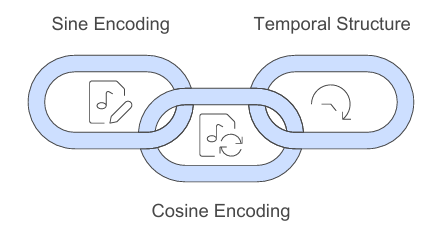 Sine Encoding
Temporal Structure
Cosine Encoding